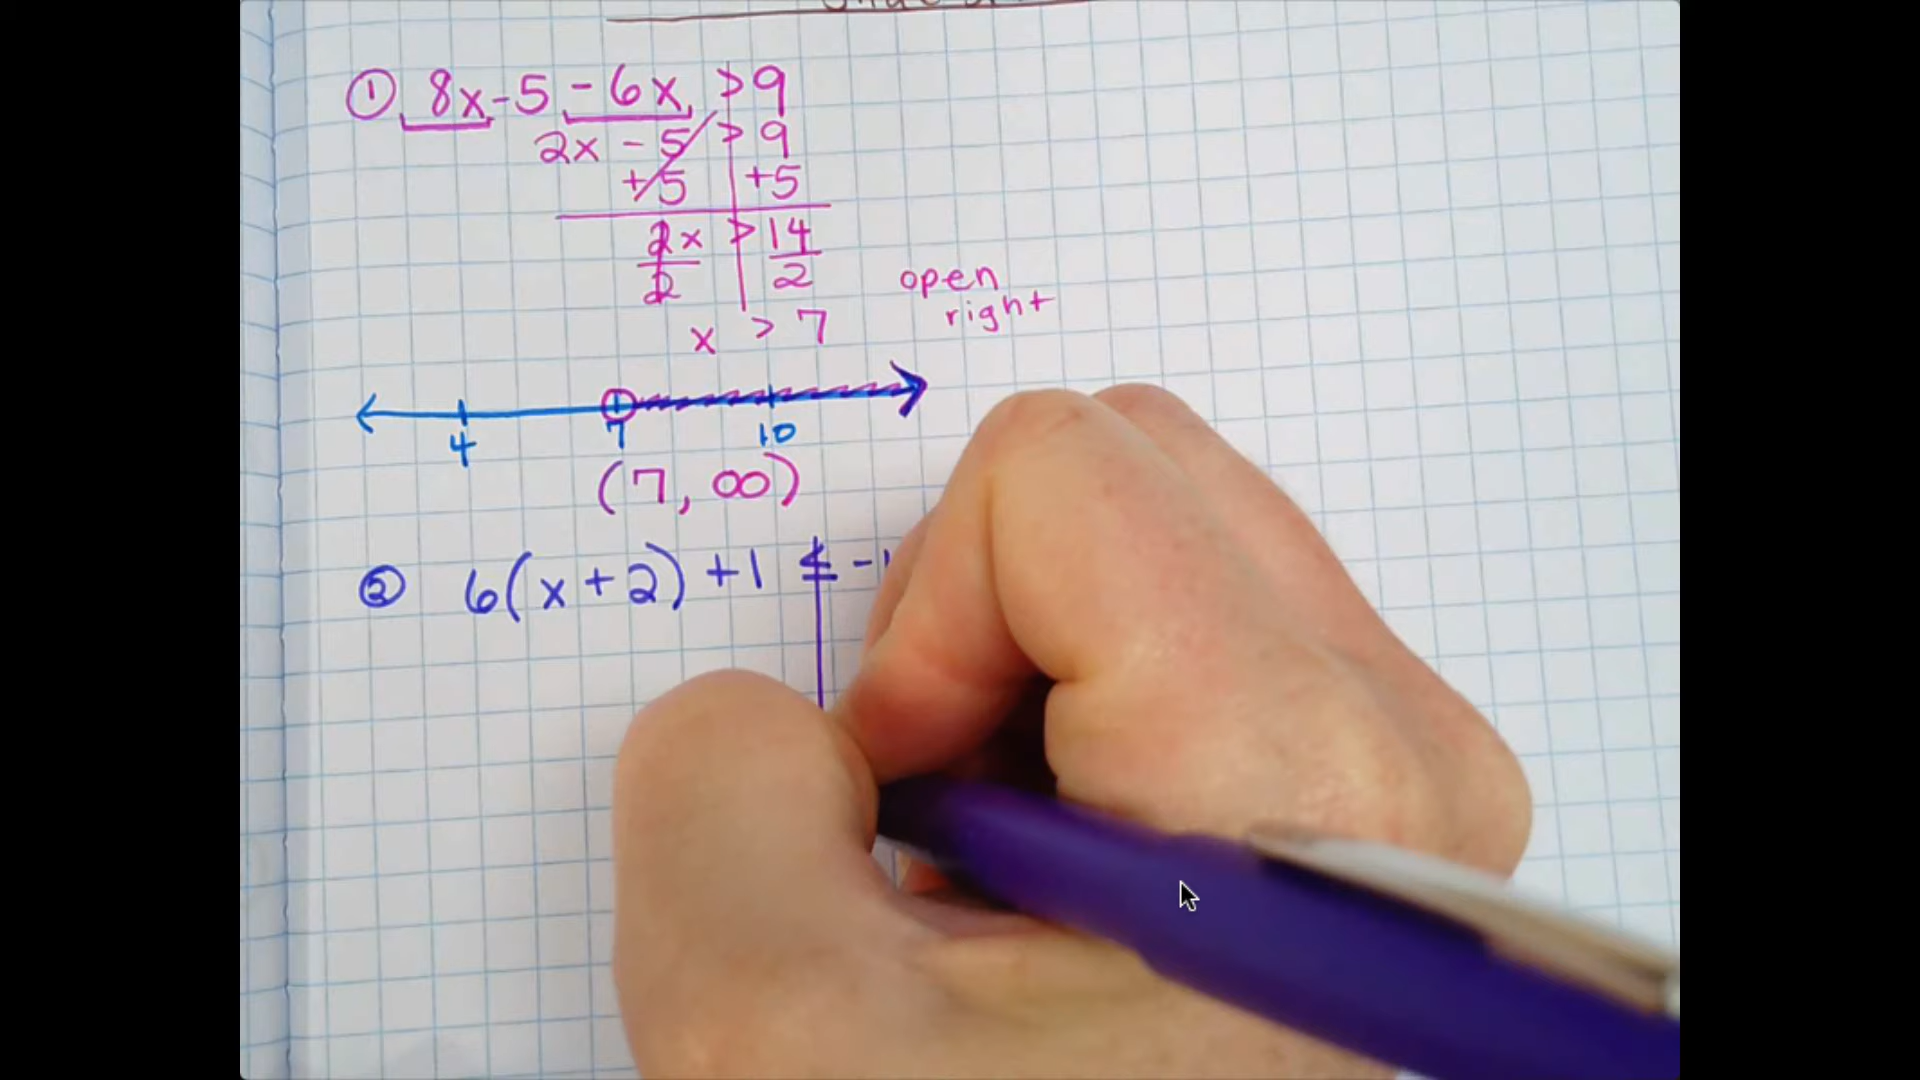 ① 8x - 5 - 6x > 9
2x - 5 > 9
+5 +5
2x > 14
2 2
x > 7
open
right
4 7 10
(7, ∞)
② 6(x + 2) + 1 ≤ -1